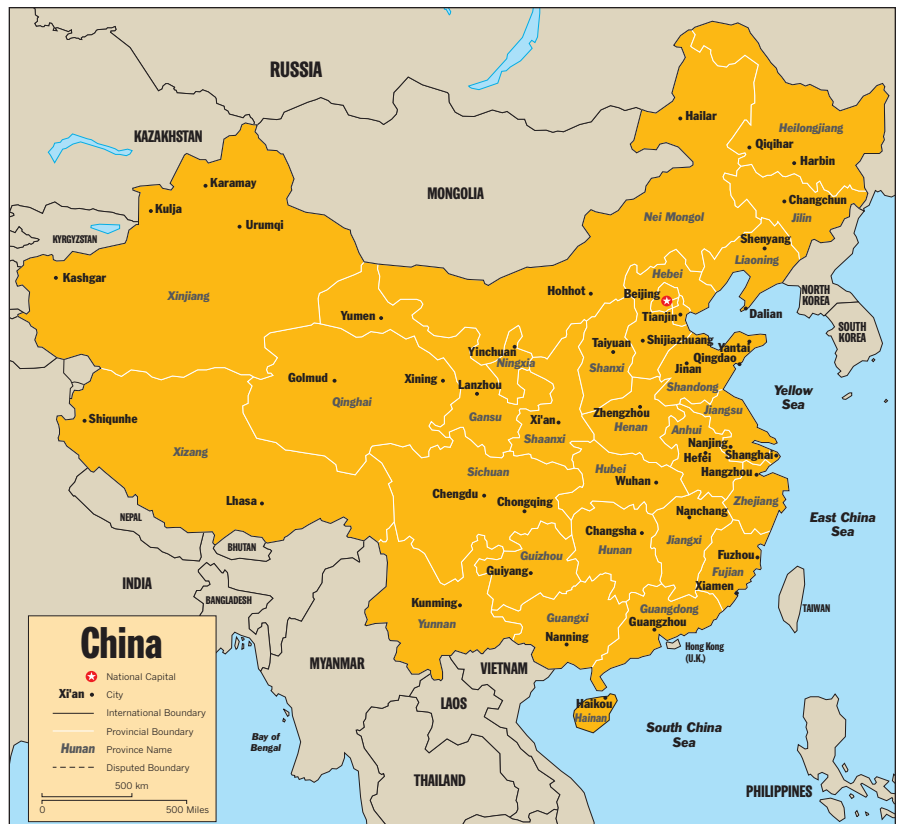 RUSSIA
KAZAKHSTAN
MONGOLIA
KYRGYZSTAN
Hailar
Heilongjiang
Qiqihar
Harbin
Karamay
Kulja
Urumqi
Changchun
Jilin
Nei Mongol
Shenyang
Liaoning
Kashgar
Xinjiang
Hebei
Hohhot
Beijing
NORTH
KOREA
Yumen
Tianjin
Dalian
SOUTH
KOREA
Taiyuan
Shijiazhuang
Yantai
Yinchuan
Ningxia
Qingdao
Jinan
Shanxi
Golmud
Xining
Lanzhou
Shandong
Yellow
Sea
Qinghai
Gansu
Xi'an
Shaanxi
Zhengzhou
Henan
Jiangsu
Anhui
Shiqunhe
Xizang
Nanjing
Hefei
Shanghai
Hangzhou
Sichuan
Hubei
Wuhan
Chengdu
Chongqing
Lhasa
Zhejiang
Nanchang
East China
Sea
NEPAL
BHUTAN
Changsha
Hunan
Jiangxi
Guizhou
Guiyang
Fuzhou
Fujian
Xiamen
INDIA
BANGLADESH
Kunming
Yunnan
Guangxi
Nanning
Guangdong
Guangzhou
TAIWAN
Hong Kong
(U.K.)
MYANMAR
VIETNAM
LAOS
Haikou
Hainan
South China
Sea
Bay of
Bengal
THAILAND
PHILIPPINES
China
National Capital
Xi'an City
International Boundary
Provincial Boundary
Hunan Province Name
Disputed Boundary
500 km
0 500 Miles